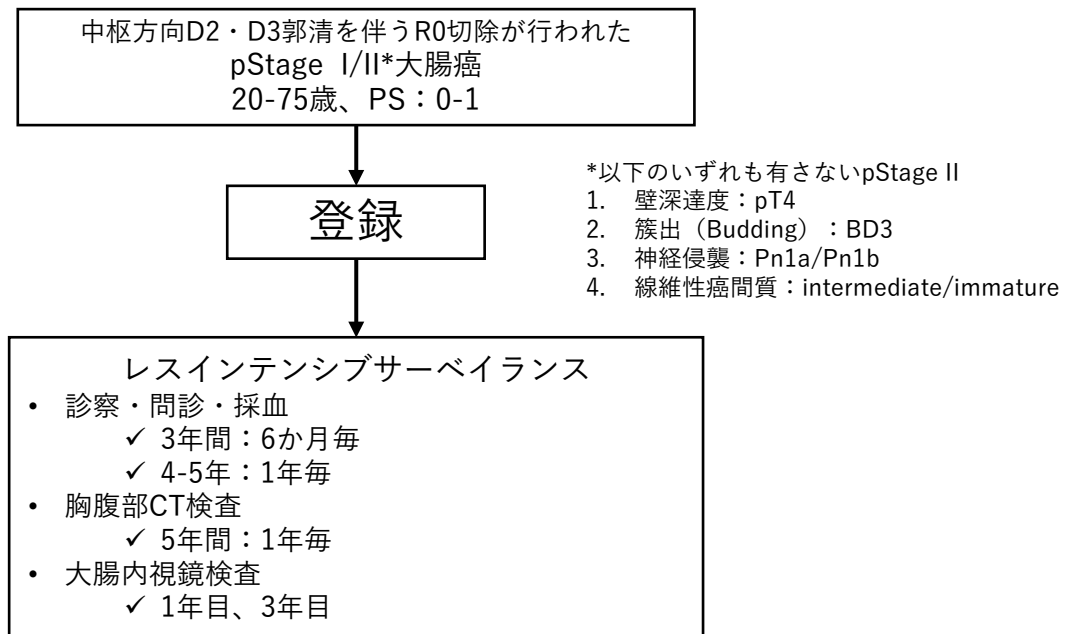 中枢方向D2・D3郭清を伴うR0切除が行われた
pStage I/II*大腸癌
20-75歳、PS：0-1
登録
*以下のいずれも有さないpStage II
1. 壁深達度：pT4
2. 簇出（Budding）：BD3
3. 神経侵襲：Pn1a/Pn1b
4. 線維性癌間質：intermediate/immature
レスインテンシブサーベイランス
• 診察・問診・採血
✓ 3年間：6か月毎
✓ 4-5年：1年毎
• 胸腹部CT検査
✓ 5年間：1年毎
• 大腸内視鏡検査
✓ 1年目、3年目